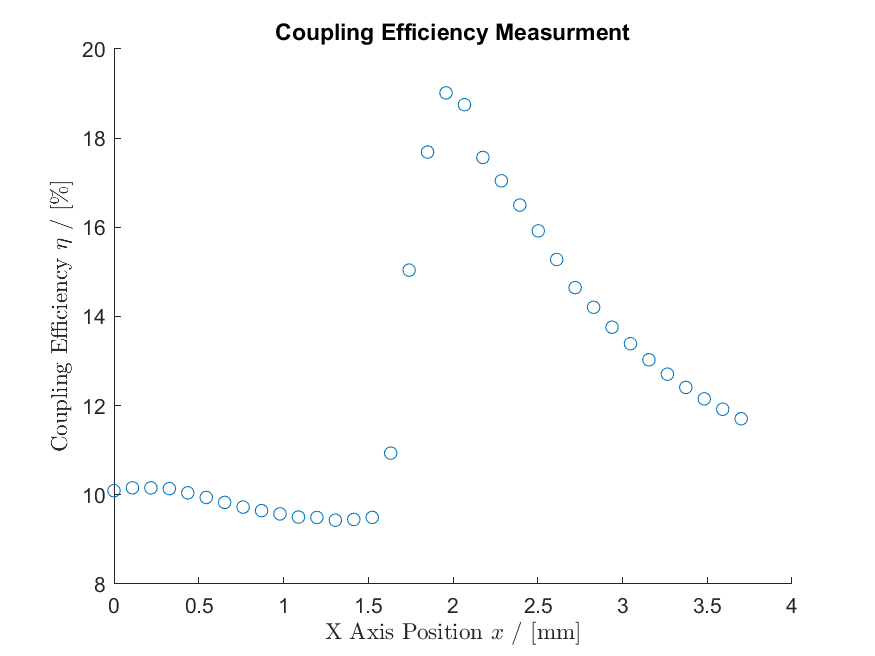 Coupling Efficiency Measurment
20
18
16
14
12
10
8
Coupling Efficiency η / [%]
0 0.5 1 1.5 2 2.5 3 3.5 4
X Axis Position x / [mm]